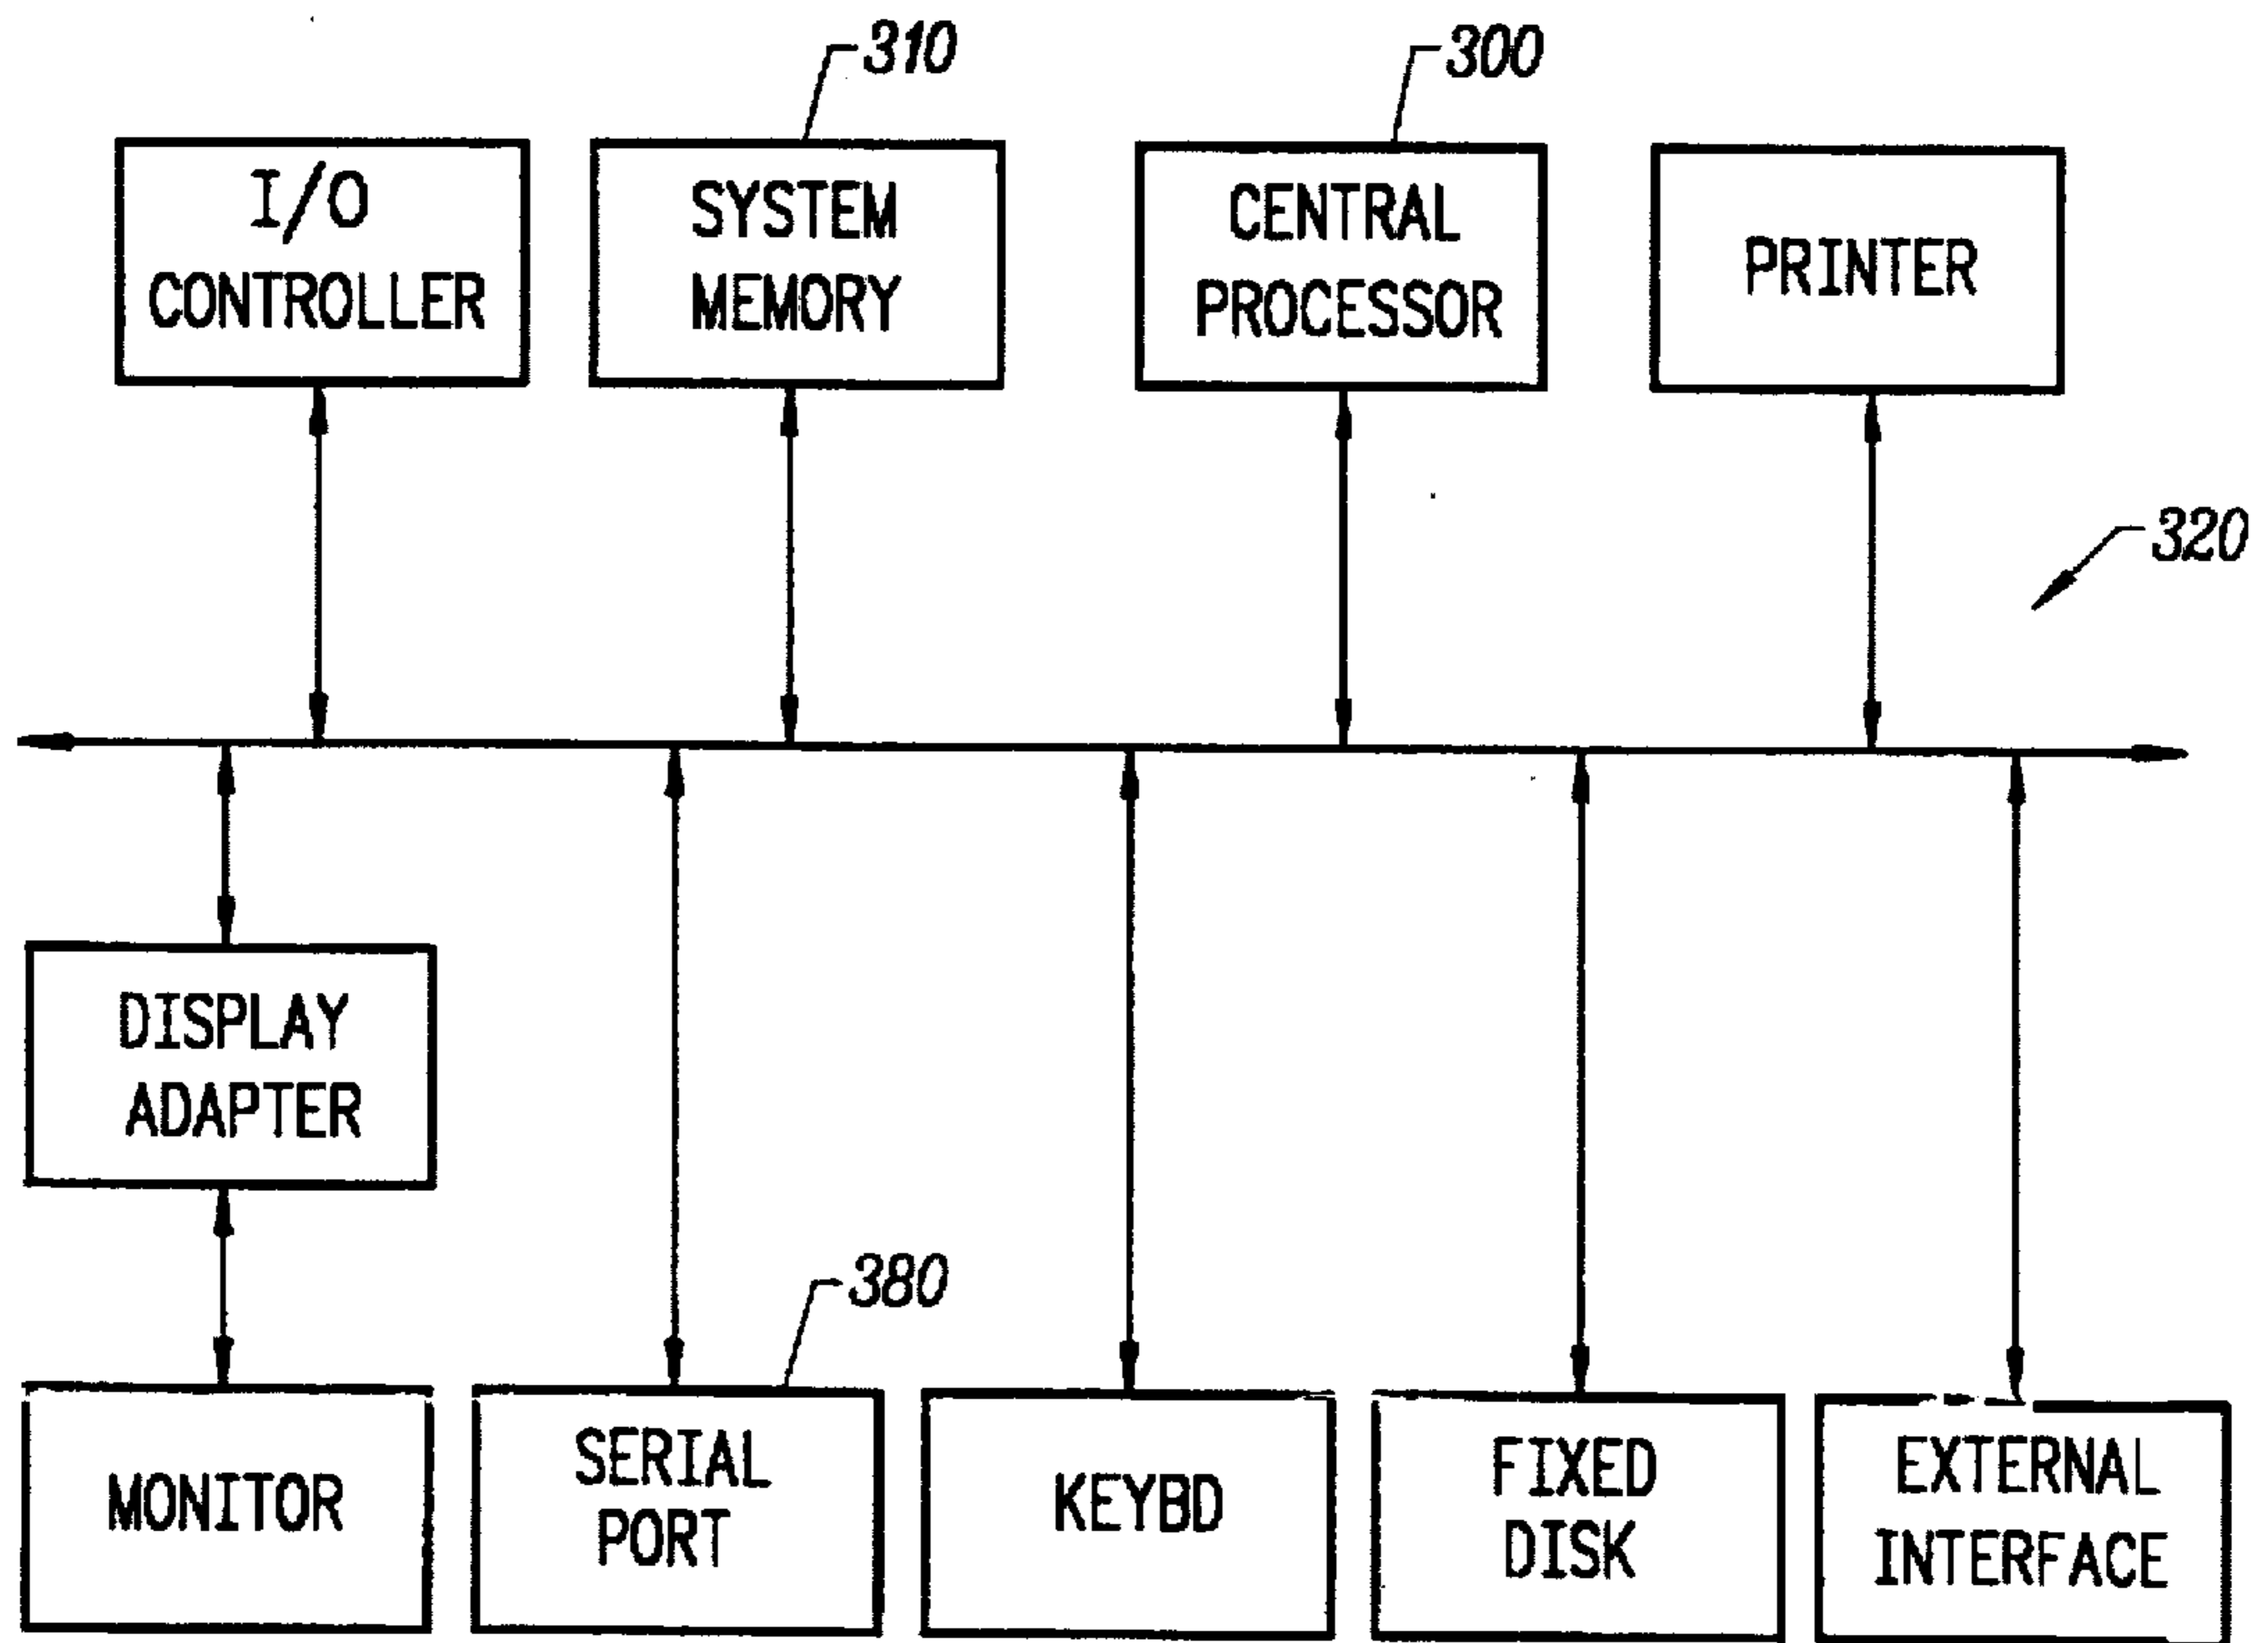 310
300
I/O
CONTROLLER
SYSTEM
MEMORY
CENTRAL
PROCESSOR
PRINTER
320
DISPLAY
ADAPTER
380
MONITOR
SERIAL
PORT
KEYBD
FIXED
DISK
EXTERNAL
INTERFACE